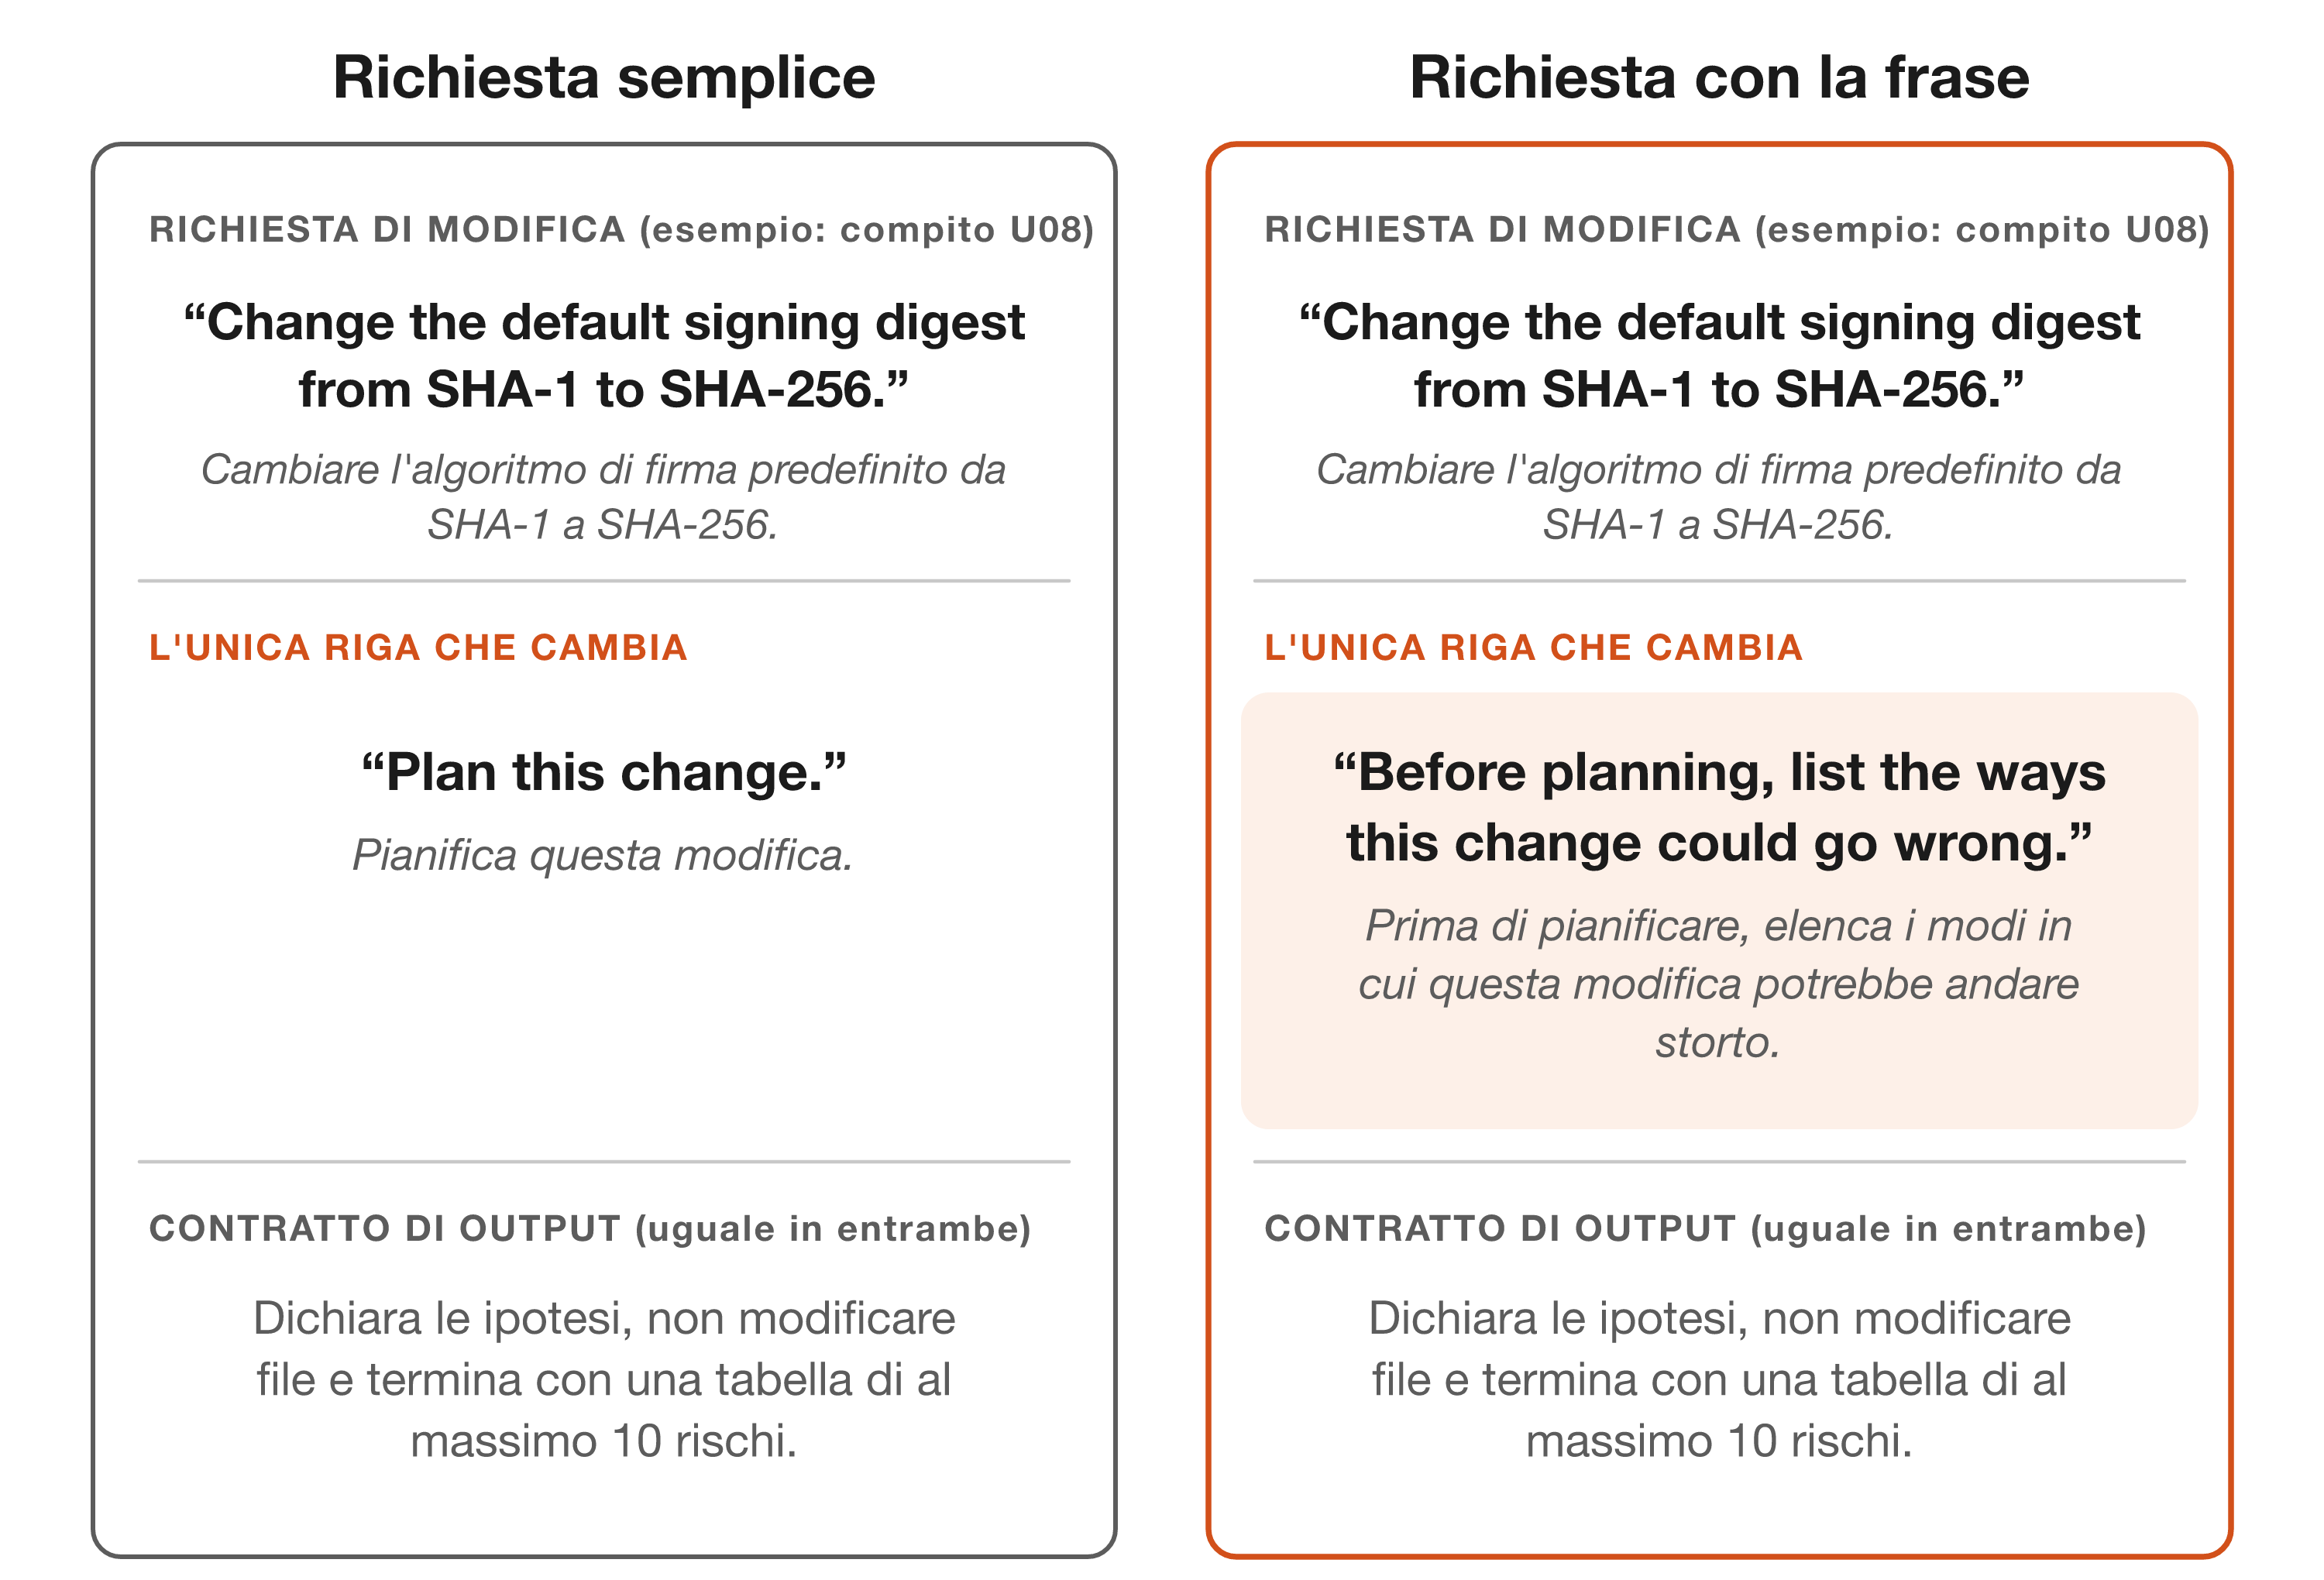 Richiesta semplice
RICHIESTA DI MODIFICA (esempio: compito U08)
“Change the default signing digest
from SHA-1 to SHA-256.”
Cambiare l'algoritmo di firma predefinito da
SHA-1 a SHA-256.
L'UNICA RIGA CHE CAMBIA
“Plan this change.”
Pianifica questa modifica.
CONTRATTO DI OUTPUT (uguale in entrambe)
Dichiara le ipotesi, non modificare
file e termina con una tabella di al
massimo 10 rischi.
Richiesta con la frase
RICHIESTA DI MODIFICA (esempio: compito U08)
“Change the default signing digest
from SHA-1 to SHA-256.”
Cambiare l'algoritmo di firma predefinito da
SHA-1 a SHA-256.
L'UNICA RIGA CHE CAMBIA
“Before planning, list the ways
this change could go wrong.”
Prima di pianificare, elenca i modi in
cui questa modifica potrebbe andare
storto.
CONTRATTO DI OUTPUT (uguale in entrambe)
Dichiara le ipotesi, non modificare
file e termina con una tabella di al
massimo 10 rischi.